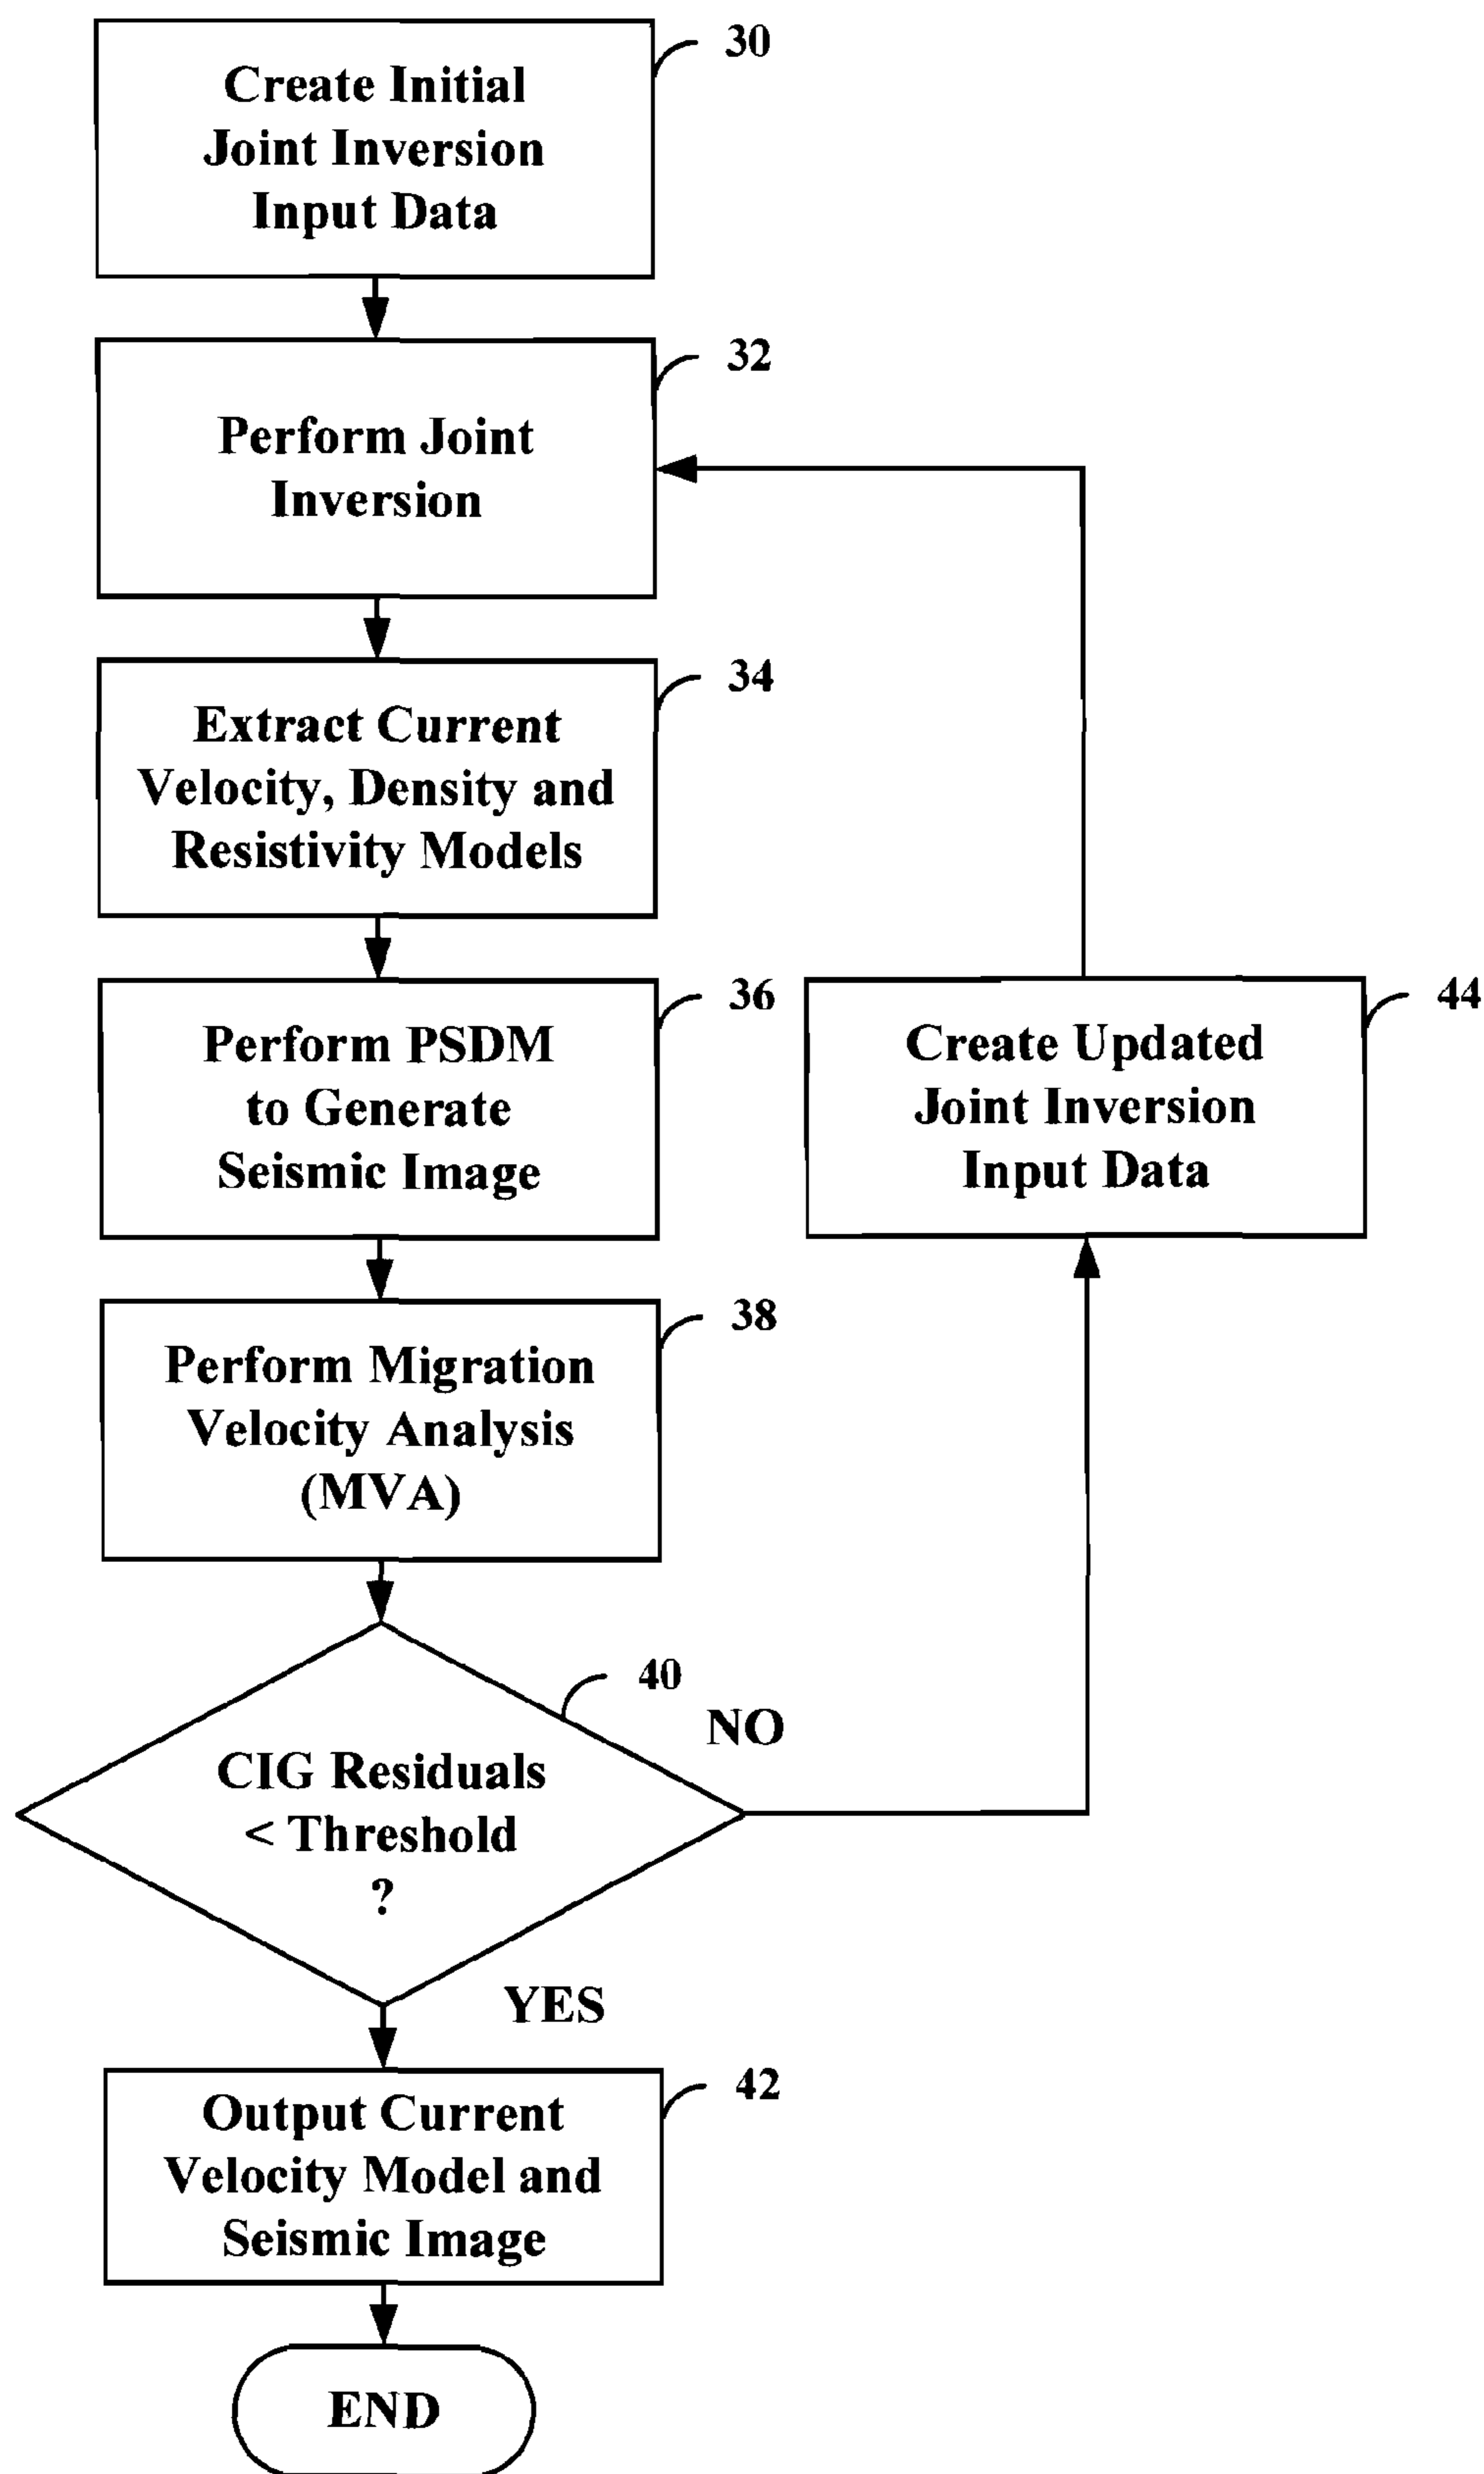 30
Create Initial
Joint Inversion
Input Data
32
Perform Joint
Inversion
34
Extract Current
Velocity, Density and
Resistivity Models
36
Perform PSDM
to Generate
Seismic Image
44
Create Updated
Joint Inversion
Input Data
38
Perform Migration
Velocity Analysis
(MVA)
40
NO
CIG Residuals
< Threshold
?
YES
42
Output Current
Velocity Model and
Seismic Image
END